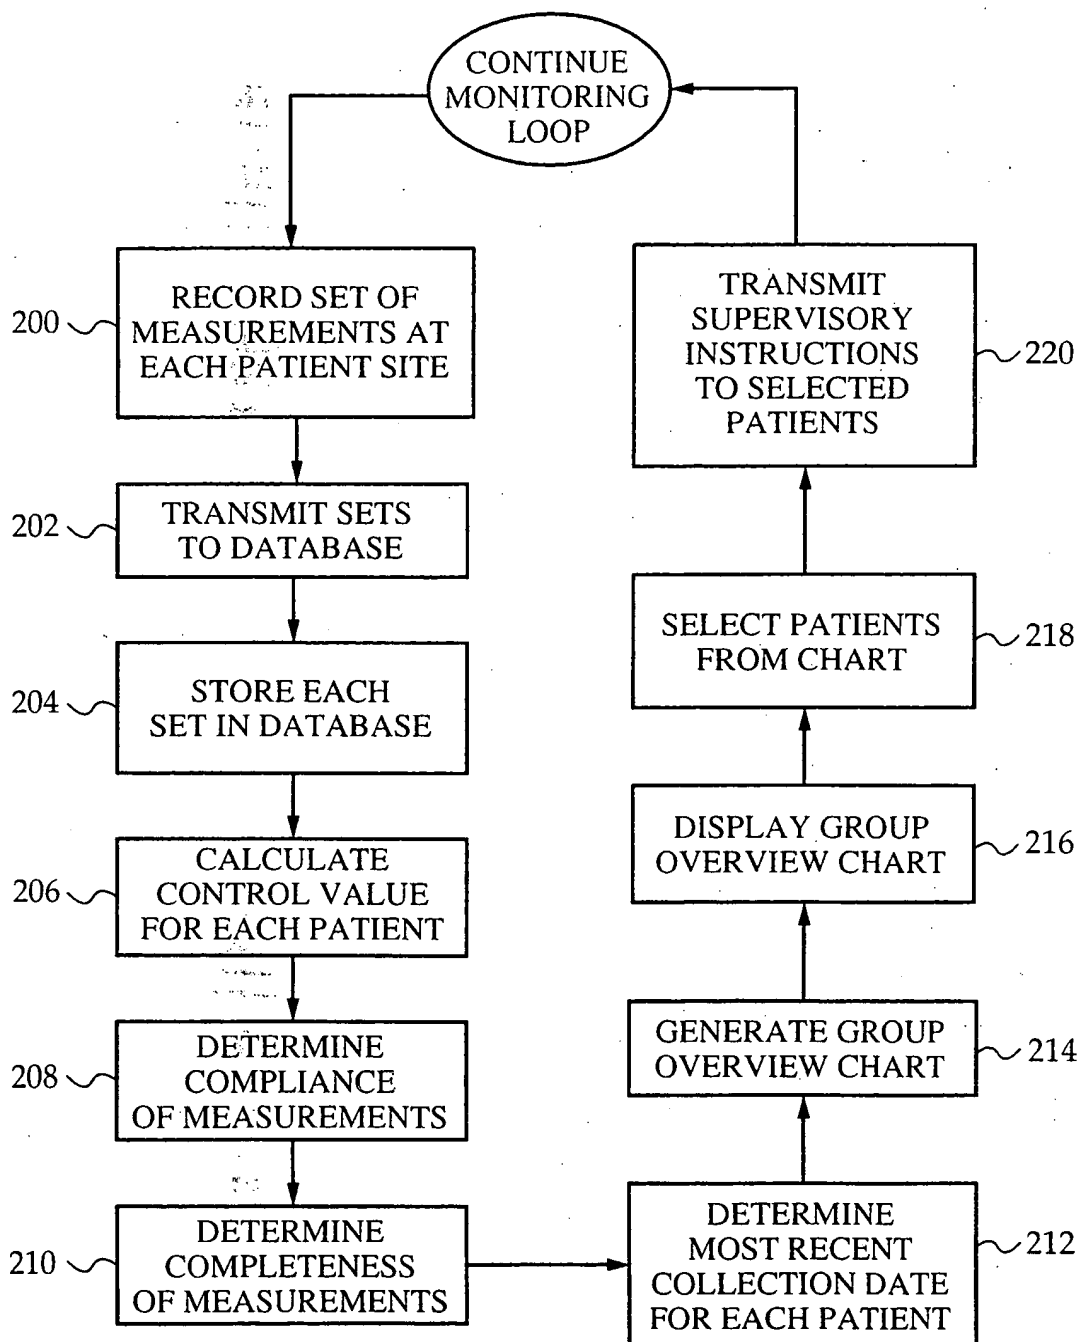 CONTINUE
MONITORING
LOOP
200
RECORD SET OF
MEASUREMENTS AT
EACH PATIENT SITE
202
TRANSMIT SETS
TO DATABASE
204
STORE EACH
SET IN DATABASE
206
CALCULATE
CONTROL VALUE
FOR EACH PATIENT
208
DETERMINE
COMPLIANCE
OF MEASUREMENTS
210
DETERMINE
COMPLETENESS
OF MEASUREMENTS
DETERMINE
MOST RECENT
COLLECTION DATE
FOR EACH PATIENT
212
GENERATE GROUP
OVERVIEW CHART
214
DISPLAY GROUP
OVERVIEW CHART
216
SELECT PATIENTS
FROM CHART
218
TRANSMIT
SUPERVISORY
INSTRUCTIONS
TO SELECTED
PATIENTS
220